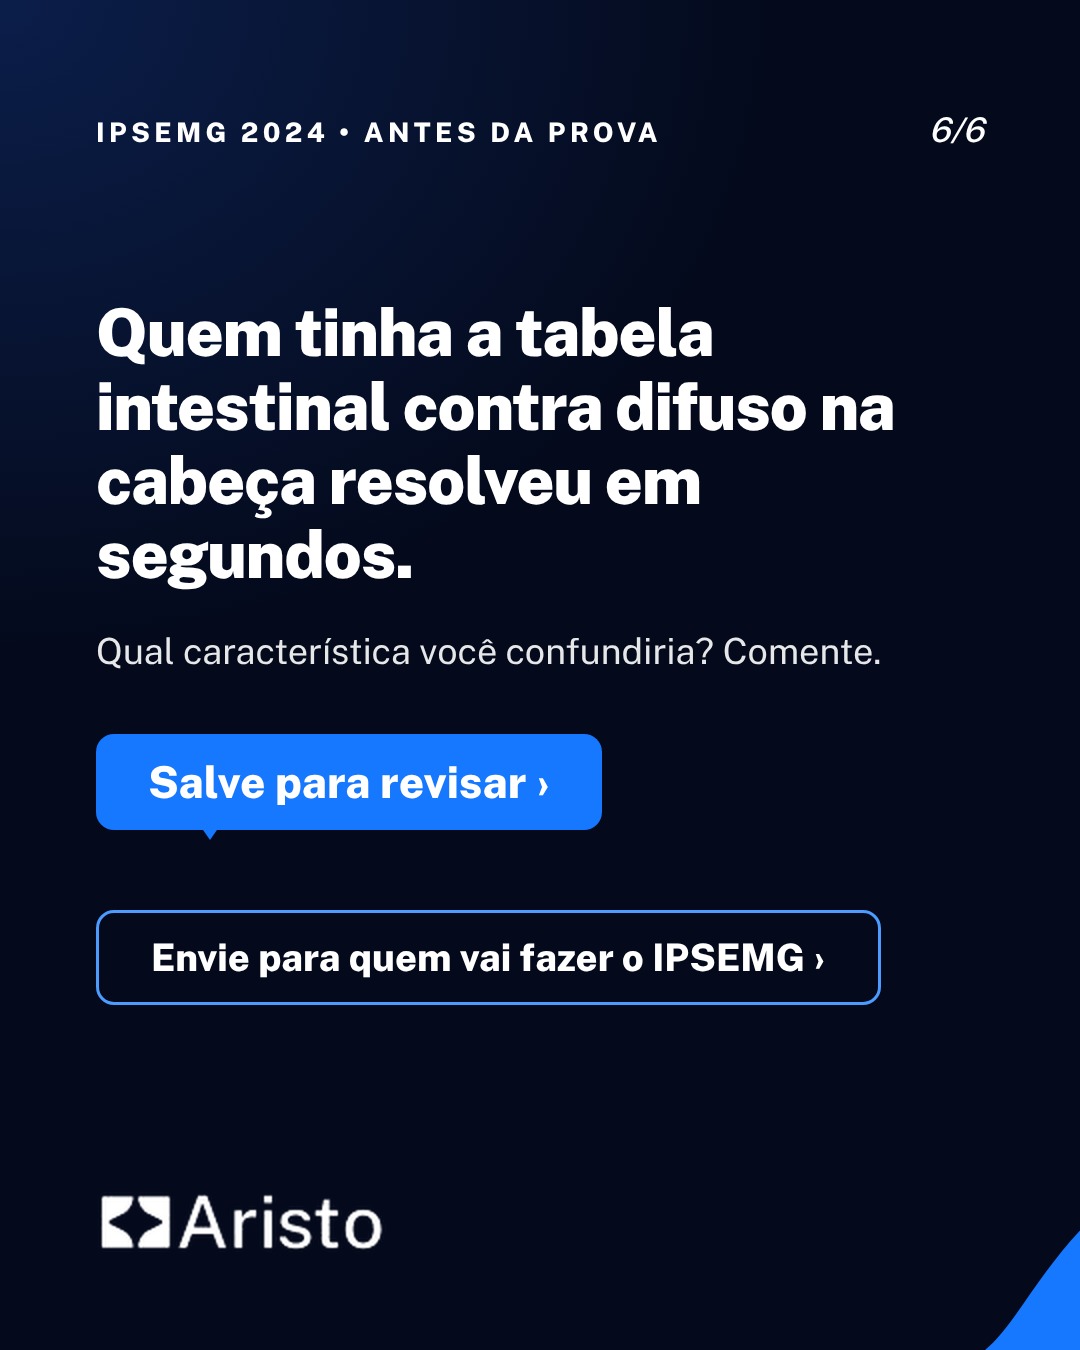 IPSEMG 2024 • ANTES DA PROVA
6/6
Quem tinha a tabela
intestinal contra difuso na
cabeça resolveu em
segundos.
Qual característica você confundiria? Comente.
Salve para revisar ›
Envie para quem vai fazer o IPSEMG ›
Aristo